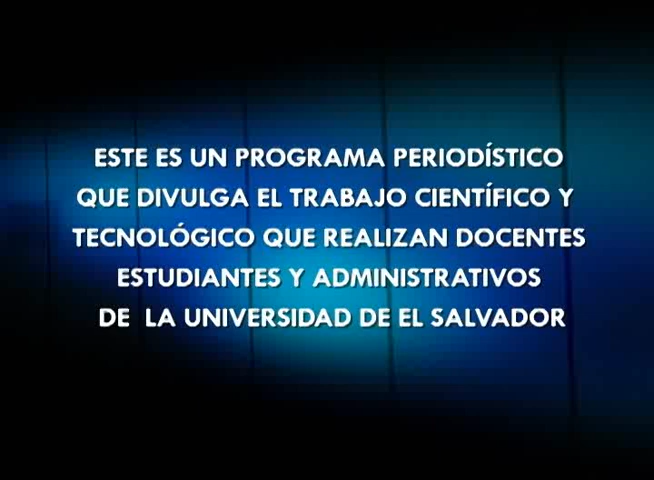 ESTE ES UN PROGRAMA PERIODÍSTICO
QUE DIVULGA EL TRABAJO CIENTÍFICO Y
TECNOLÓGICO QUE REALIZAN DOCENTES
ESTUDIANTES Y ADMINISTRATIVOS
DE LA UNIVERSIDAD DE EL SALVADOR